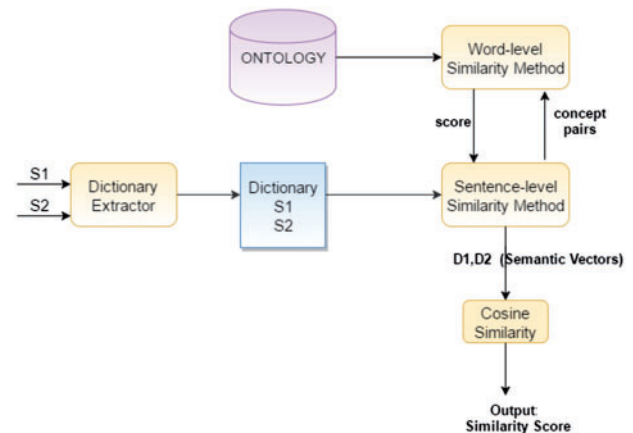 ONTOLOGY
Word-level
Similarity Method
score
concept
pairs
S1
S2
Dictionary
Extractor
Dictionary
S1
S2
Sentence-level
Similarity Method
D1,D2 (Semantic Vectors)
Cosine
Similarity
Output:
Similarity Score